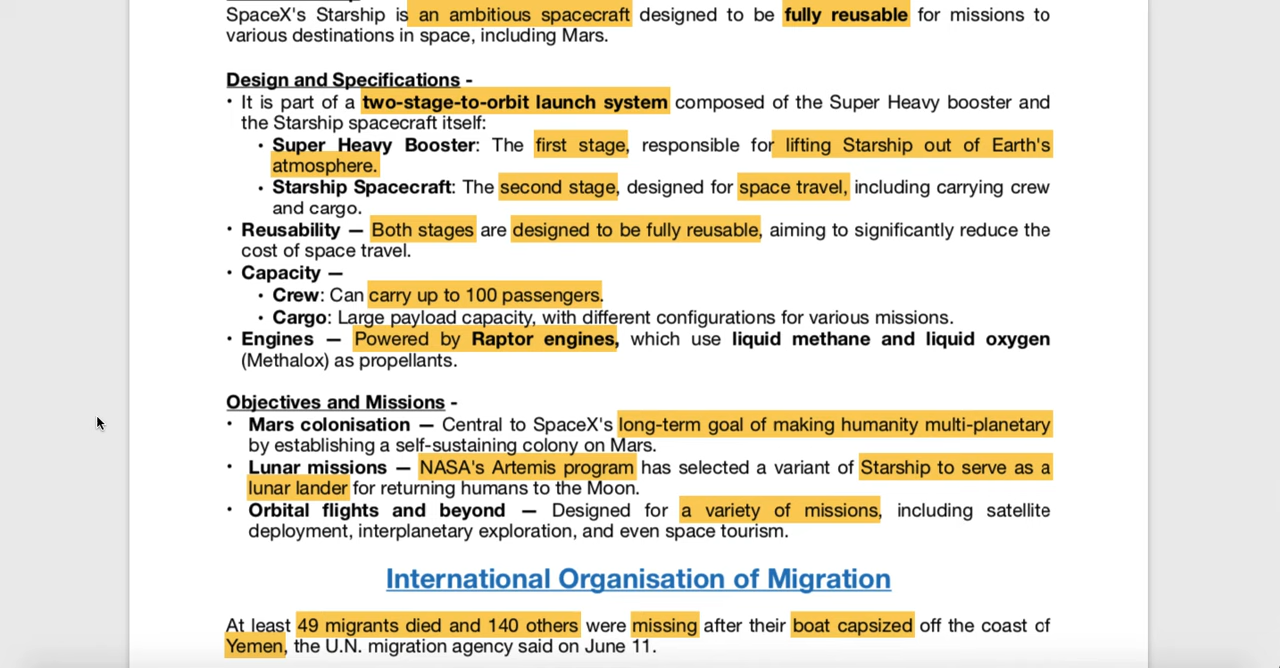 SpaceX's Starship is an ambitious spacecraft designed to be fully reusable for missions to
various destinations in space, including Mars.
Design and Specifications -
• It is part of a two-stage-to-orbit launch system composed of the Super Heavy booster and
the Starship spacecraft itself:
• Super Heavy Booster: The first stage, responsible for lifting Starship out of Earth's
atmosphere.
• Starship Spacecraft: The second stage, designed for space travel, including carrying crew
and cargo.
• Reusability — Both stages are designed to be fully reusable, aiming to significantly reduce the
cost of space travel.
• Capacity —
• Crew: Can carry up to 100 passengers.
• Cargo: Large payload capacity, with different configurations for various missions.
• Engines — Powered by Raptor engines, which use liquid methane and liquid oxygen
(Methalox) as propellants.
Objectives and Missions -
• Mars colonisation — Central to SpaceX's long-term goal of making humanity multi-planetary
by establishing a self-sustaining colony on Mars.
• Lunar missions — NASA's Artemis program has selected a variant of Starship to serve as a
lunar lander for returning humans to the Moon.
• Orbital flights and beyond — Designed for a variety of missions, including satellite
deployment, interplanetary exploration, and even space tourism.
International Organisation of Migration
At least 49 migrants died and 140 others were missing after their boat capsized off the coast of
Yemen, the U.N. migration agency said on June 11.